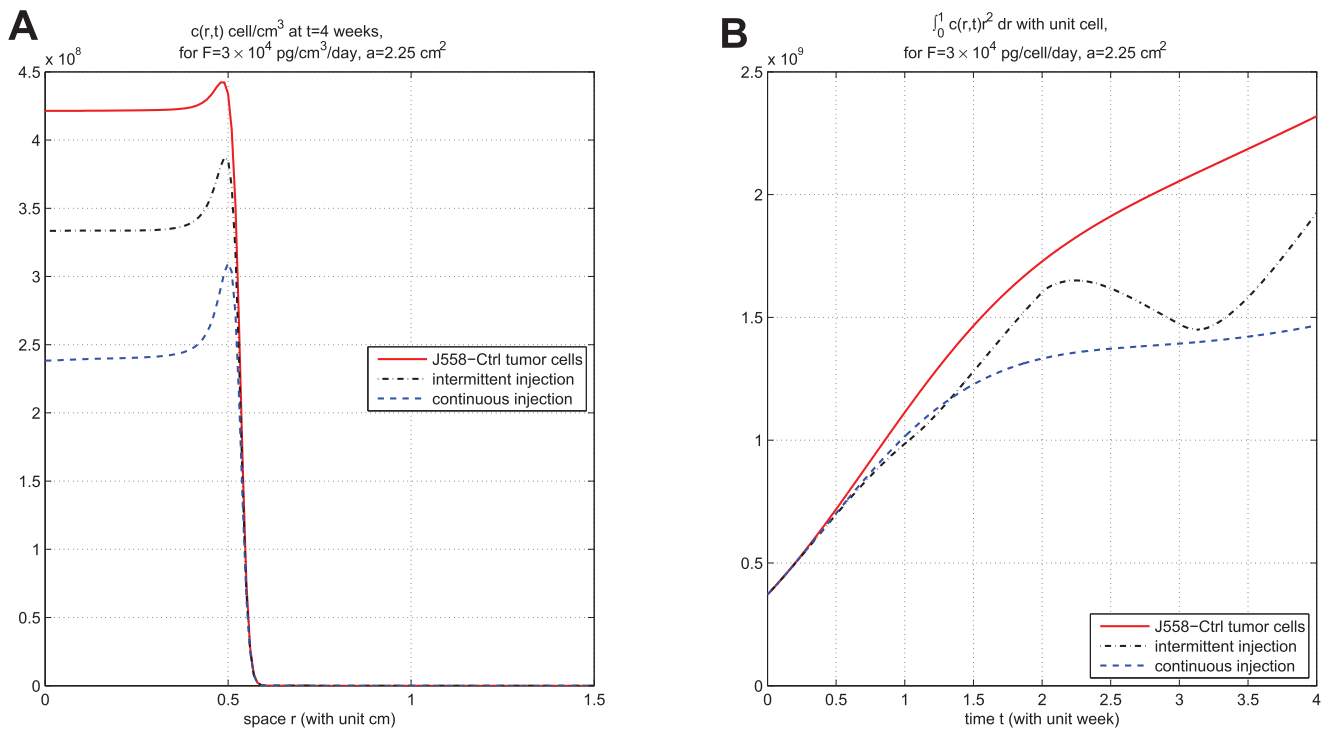 A
c(r,t) cell/cm³ at t=4 weeks,
for F=3 × 10⁴ pg/cm³/day, a=2.25 cm²
x 10⁸
4.5
4
3.5
3
2.5
2
1.5
1
0.5
0
0
0.5
1
1.5
space r (with unit cm)
J558−Ctrl tumor cells
intermittent injection
continuous injection
B
∫₀¹ c(r,t)r² dr with unit cell,
for F=3 × 10⁴ pg/cell/day, a=2.25 cm²
x 10⁹
2.5
2
1.5
1
0.5
0
0
0.5
1
1.5
2
2.5
3
3.5
4
time t (with unit week)
J558−Ctrl tumor cells
intermittent injection
continuous injection